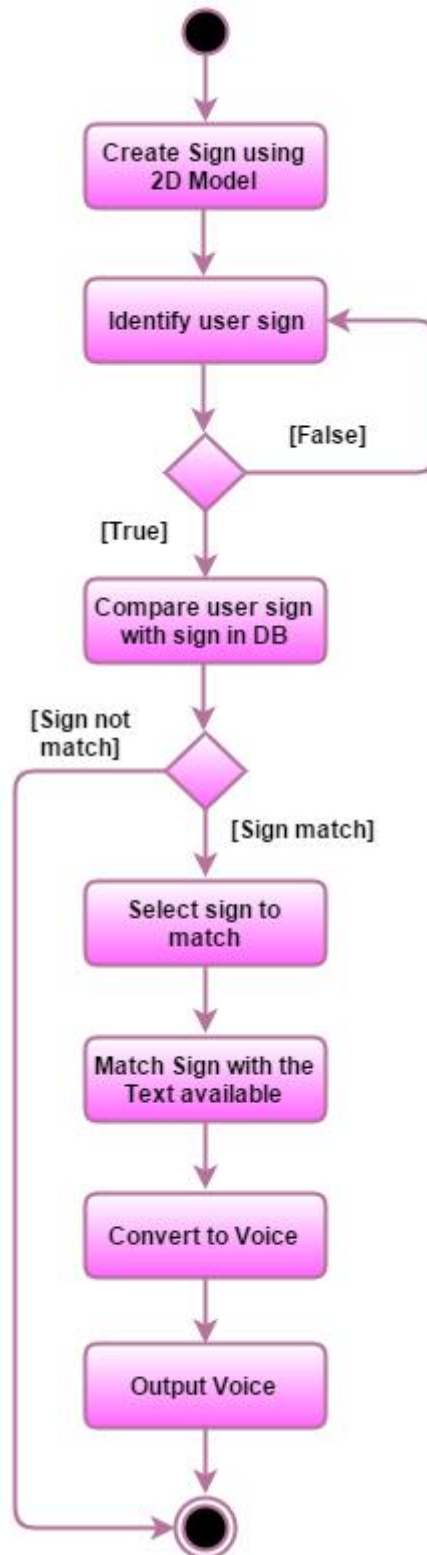 Create Sign using
2D Model
Identify user sign
[False]
[True]
Compare user sign
with sign in DB
[Sign not
match]
[Sign match]
Select sign to
match
Match Sign with the
Text available
Convert to Voice
Output Voice